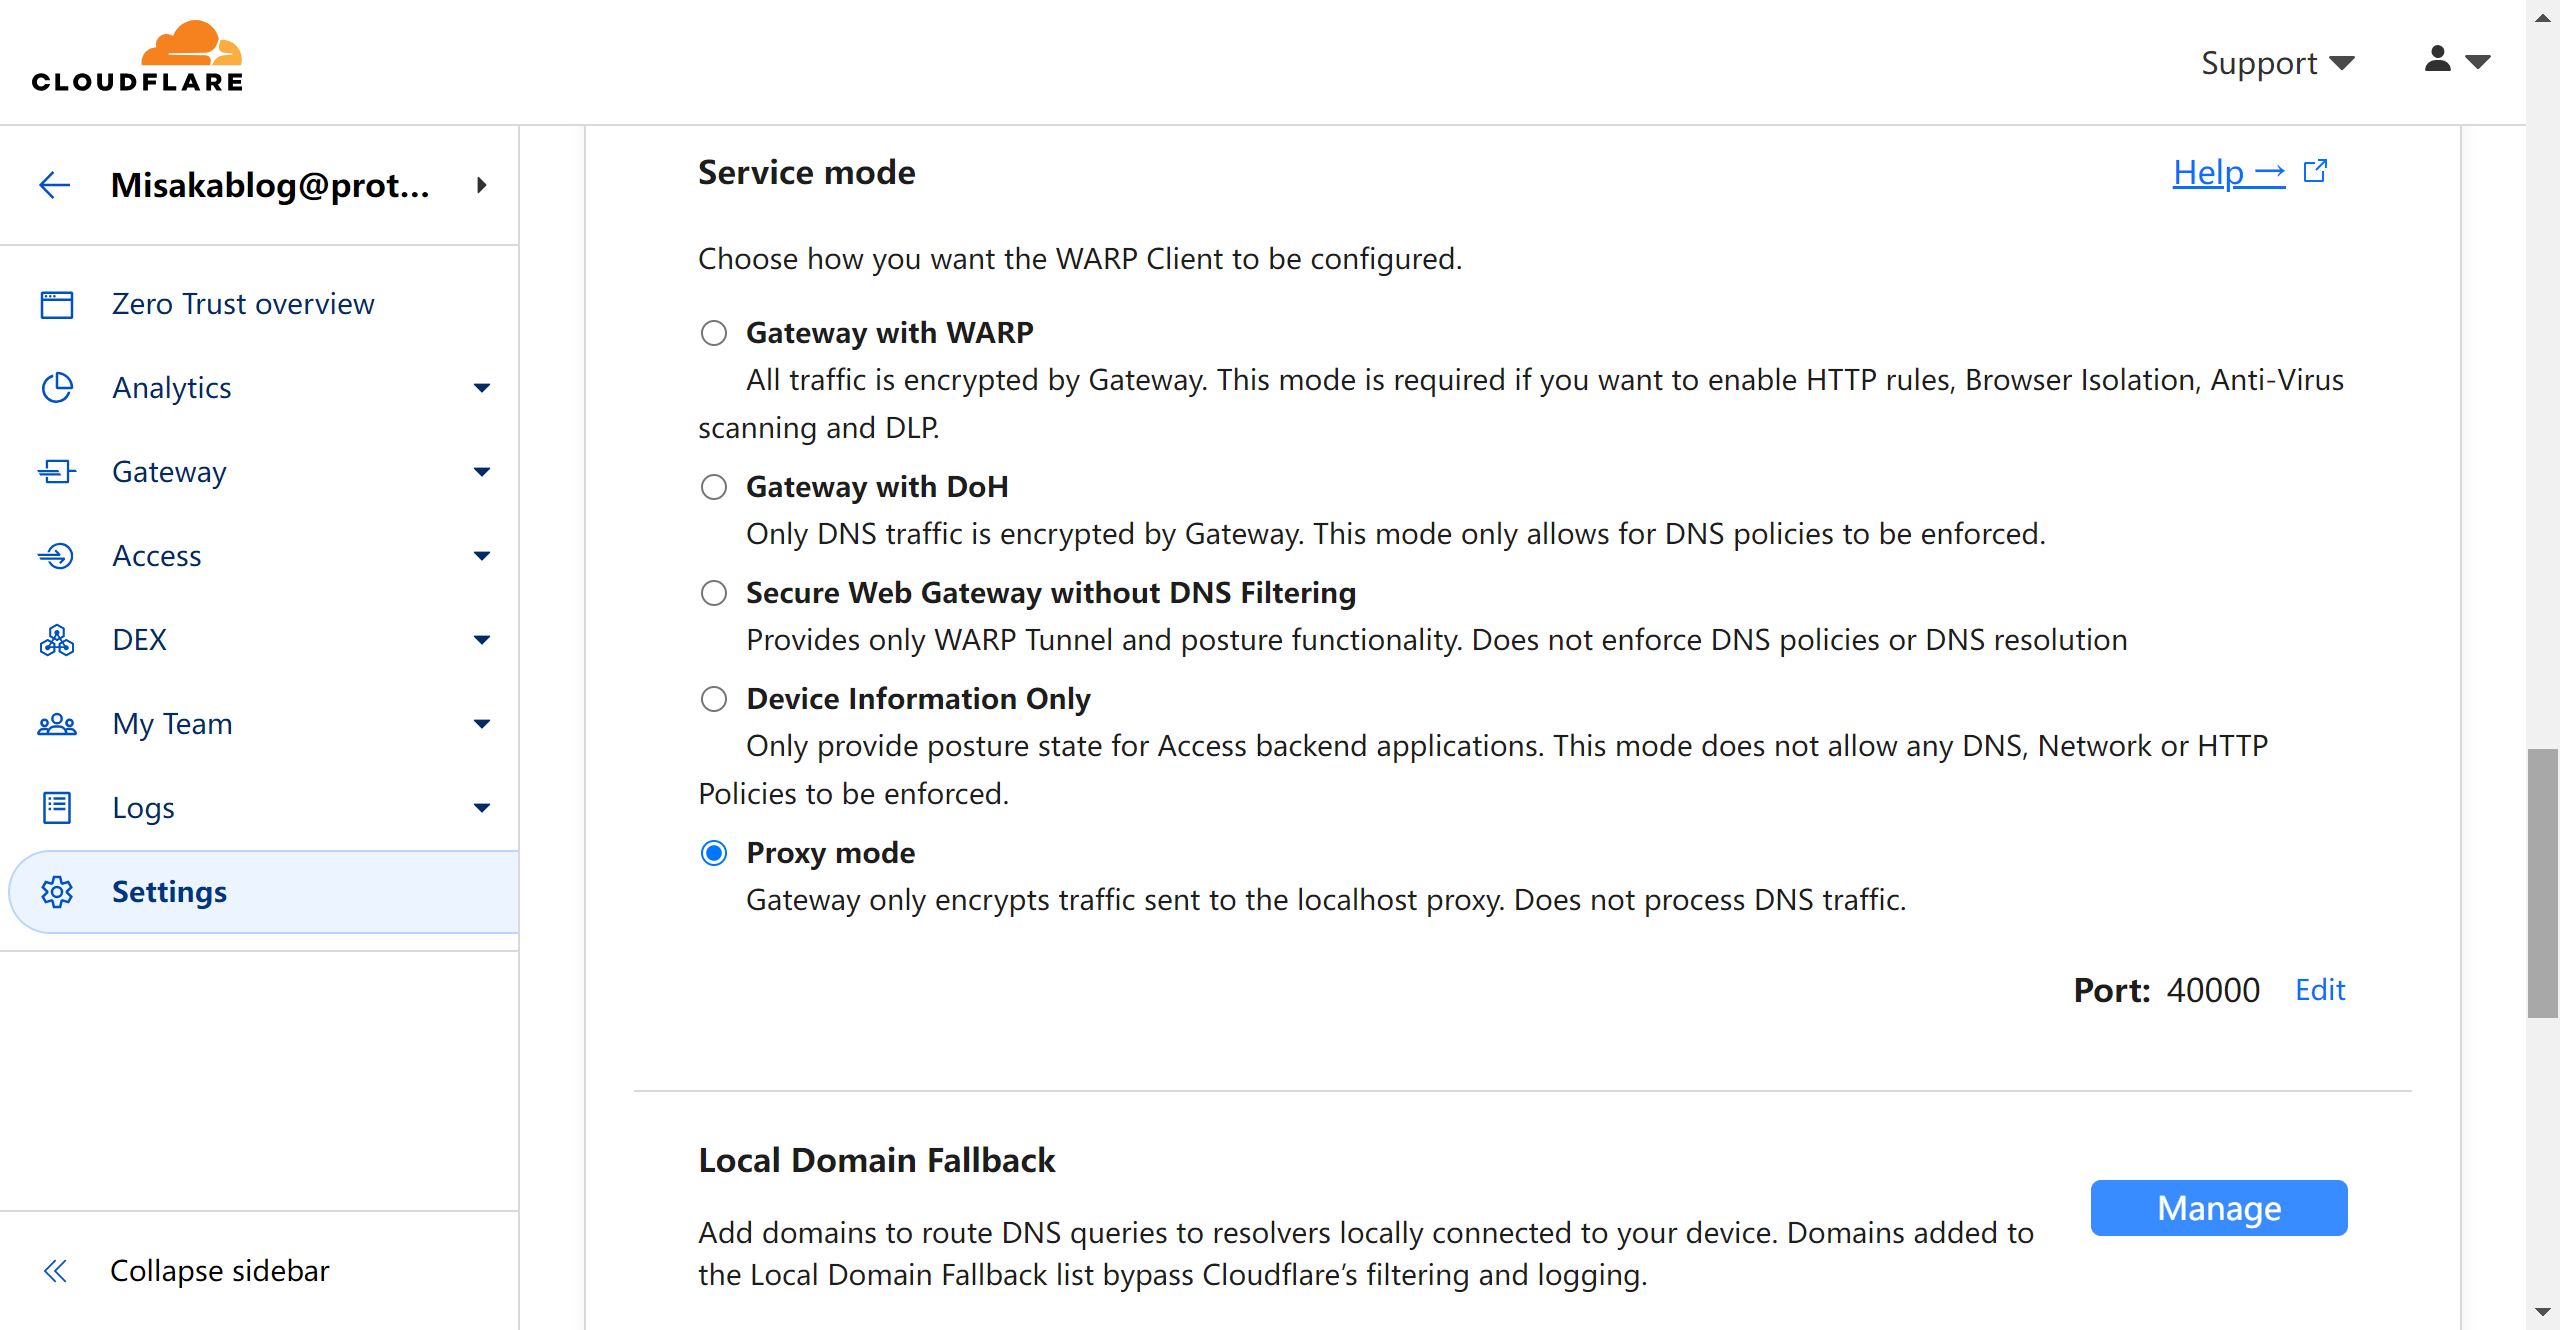 CLOUDFLARE
Support
Misakablog@prot...
Zero Trust overview
Analytics
Gateway
Access
DEX
My Team
Logs
Settings
Collapse sidebar
Service mode
Help →
Choose how you want the WARP Client to be configured.
Gateway with WARP
All traffic is encrypted by Gateway. This mode is required if you want to enable HTTP rules, Browser Isolation, Anti-Virus
scanning and DLP.
Gateway with DoH
Only DNS traffic is encrypted by Gateway. This mode only allows for DNS policies to be enforced.
Secure Web Gateway without DNS Filtering
Provides only WARP Tunnel and posture functionality. Does not enforce DNS policies or DNS resolution
Device Information Only
Only provide posture state for Access backend applications. This mode does not allow any DNS, Network or HTTP
Policies to be enforced.
Proxy mode
Gateway only encrypts traffic sent to the localhost proxy. Does not process DNS traffic.
Port: 40000 Edit
Local Domain Fallback
Add domains to route DNS queries to resolvers locally connected to your device. Domains added to
the Local Domain Fallback list bypass Cloudflare’s filtering and logging.
Manage